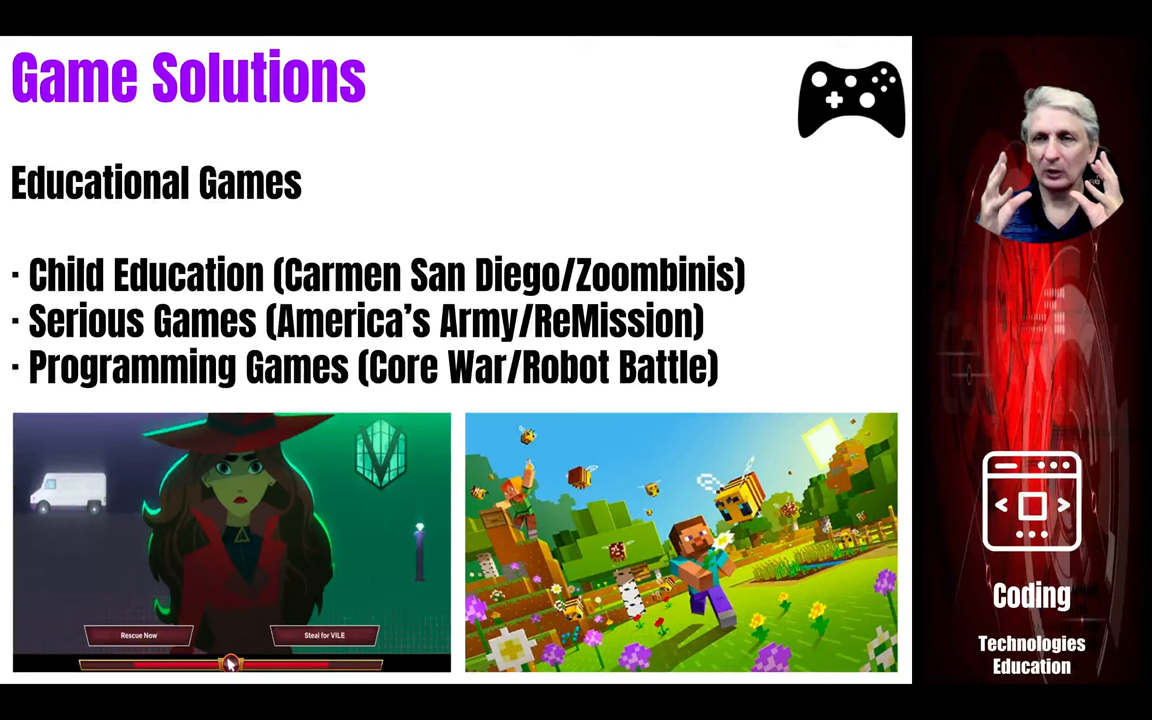 Game Solutions
Educational Games
· Child Education (Carmen San Diego/Zoombinis)
· Serious Games (America’s Army/ReMission)
· Programming Games (Core War/Robot Battle)
Rescue Now
Steal for VILE
Coding
Technologies
Education